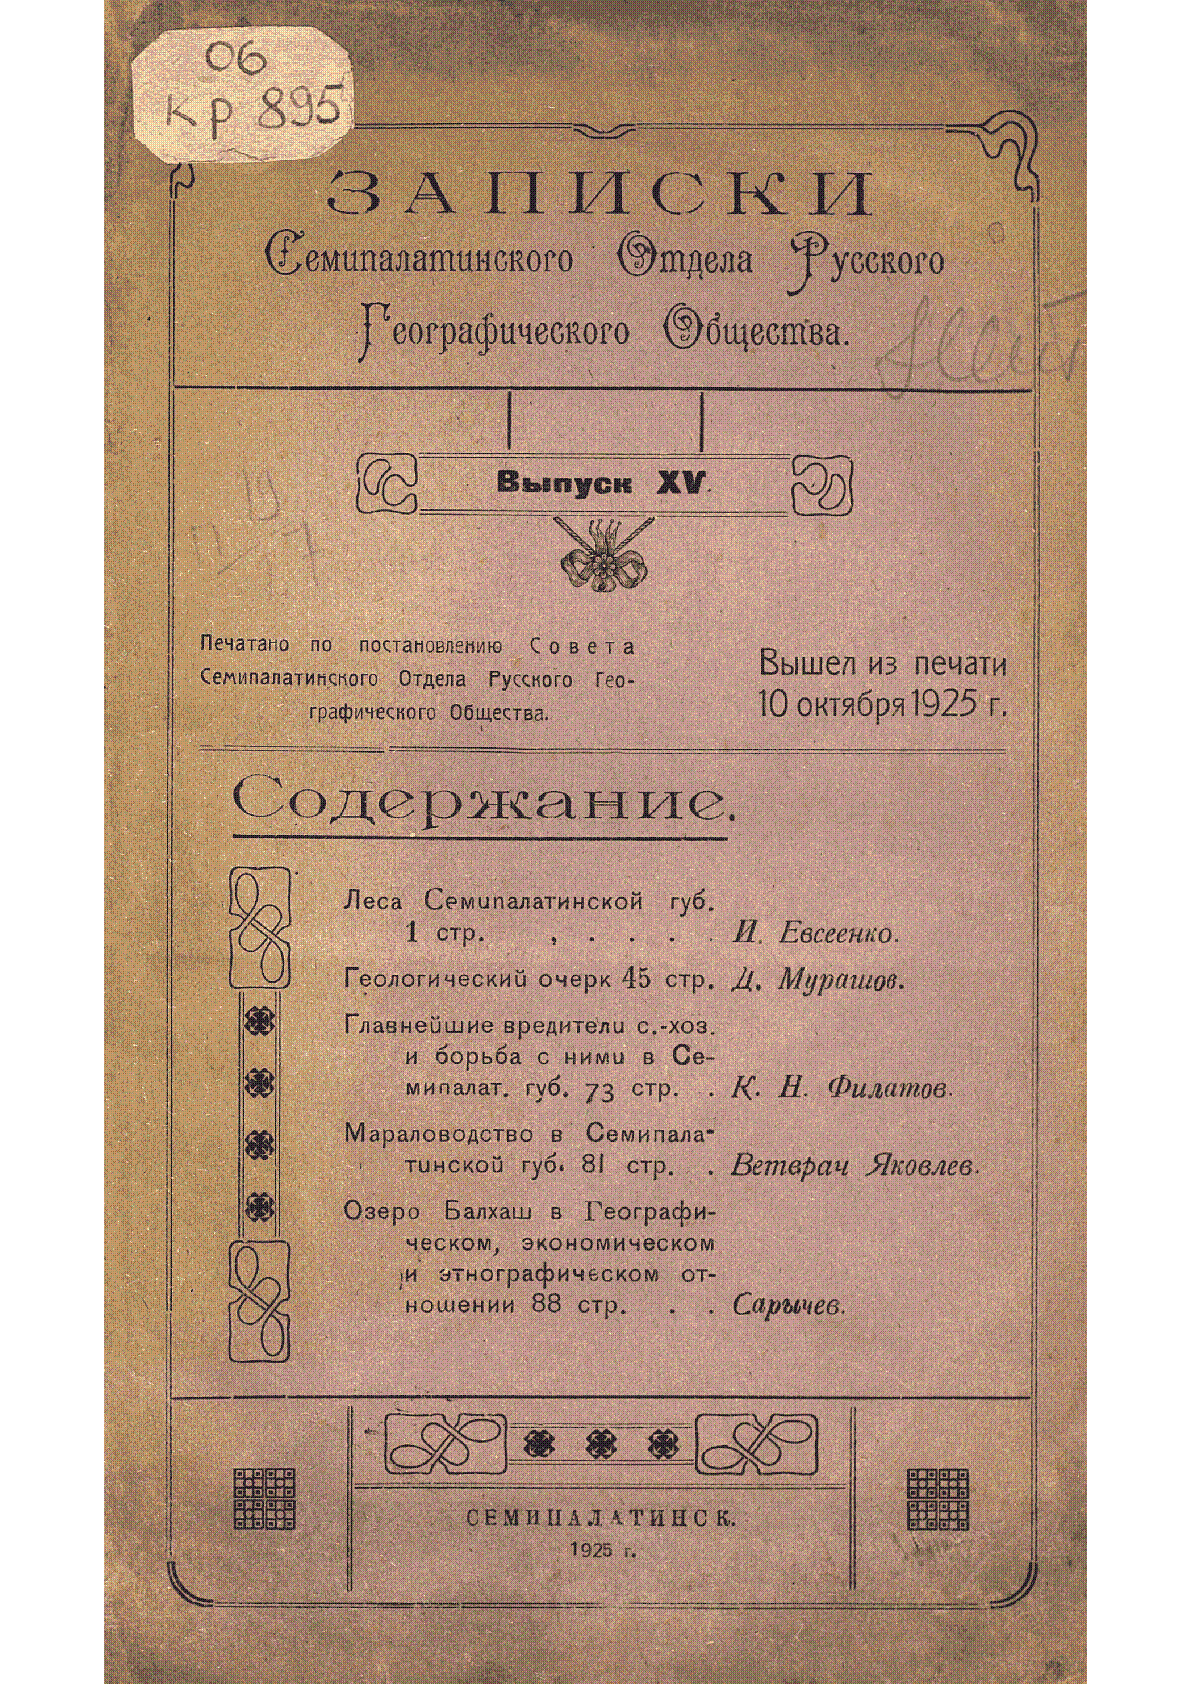 06
кр 895
ЗАПИСКИ
Семипалатинского Отдела Русского
Географического Общества.
Выпуск XV.
19
Печатано по постановлению Совета
Семипалатинского Отдела Русского Гео-
графического Общества.
Вышел из печати
10 октября 1925 г.
Содержание.
Леса Семипалатинской губ.
1 стр. . . . . . И. Евсеенко.
Геологический очерк 45 стр. Д. Мурашов.
Главнейшие вредители с.-хоз.
и борьба с ними в Се-
мипалат. губ. 73 стр. . К. Н. Филатов.
Мараловодство в Семипала-
тинской губ. 81 стр. . Ветврач Яковлев.
Озеро Балхаш в Географи-
ческом, экономическом
и этнографическом от-
ношении 88 стр. . . Сарычев.
СЕМИПАЛАТИНСК.
1925 г.